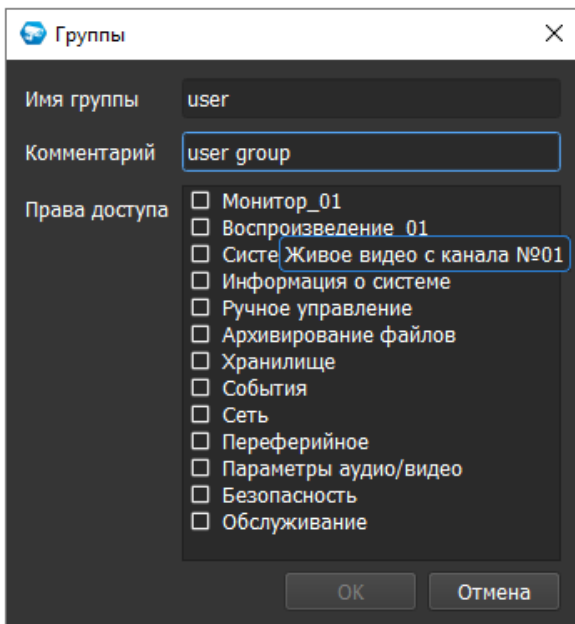 Группы
Имя группы user
Комментарий user group
Права доступа
Монитор_01
Воспроизведение_01
Систе
Живое видео с канала №01
Информация о системе
Ручное управление
Архивирование файлов
Хранилище
События
Сеть
Переферийное
Параметры аудио/видео
Безопасность
Обслуживание
OK Отмена